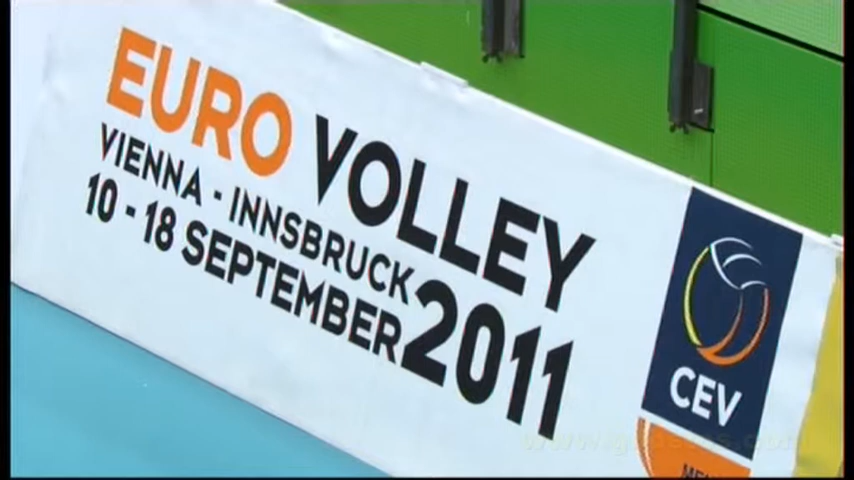 EURO VOLLEY
VIENNA - INNSBRUCK
10 - 18 SEPTEMBER
2011
CEV